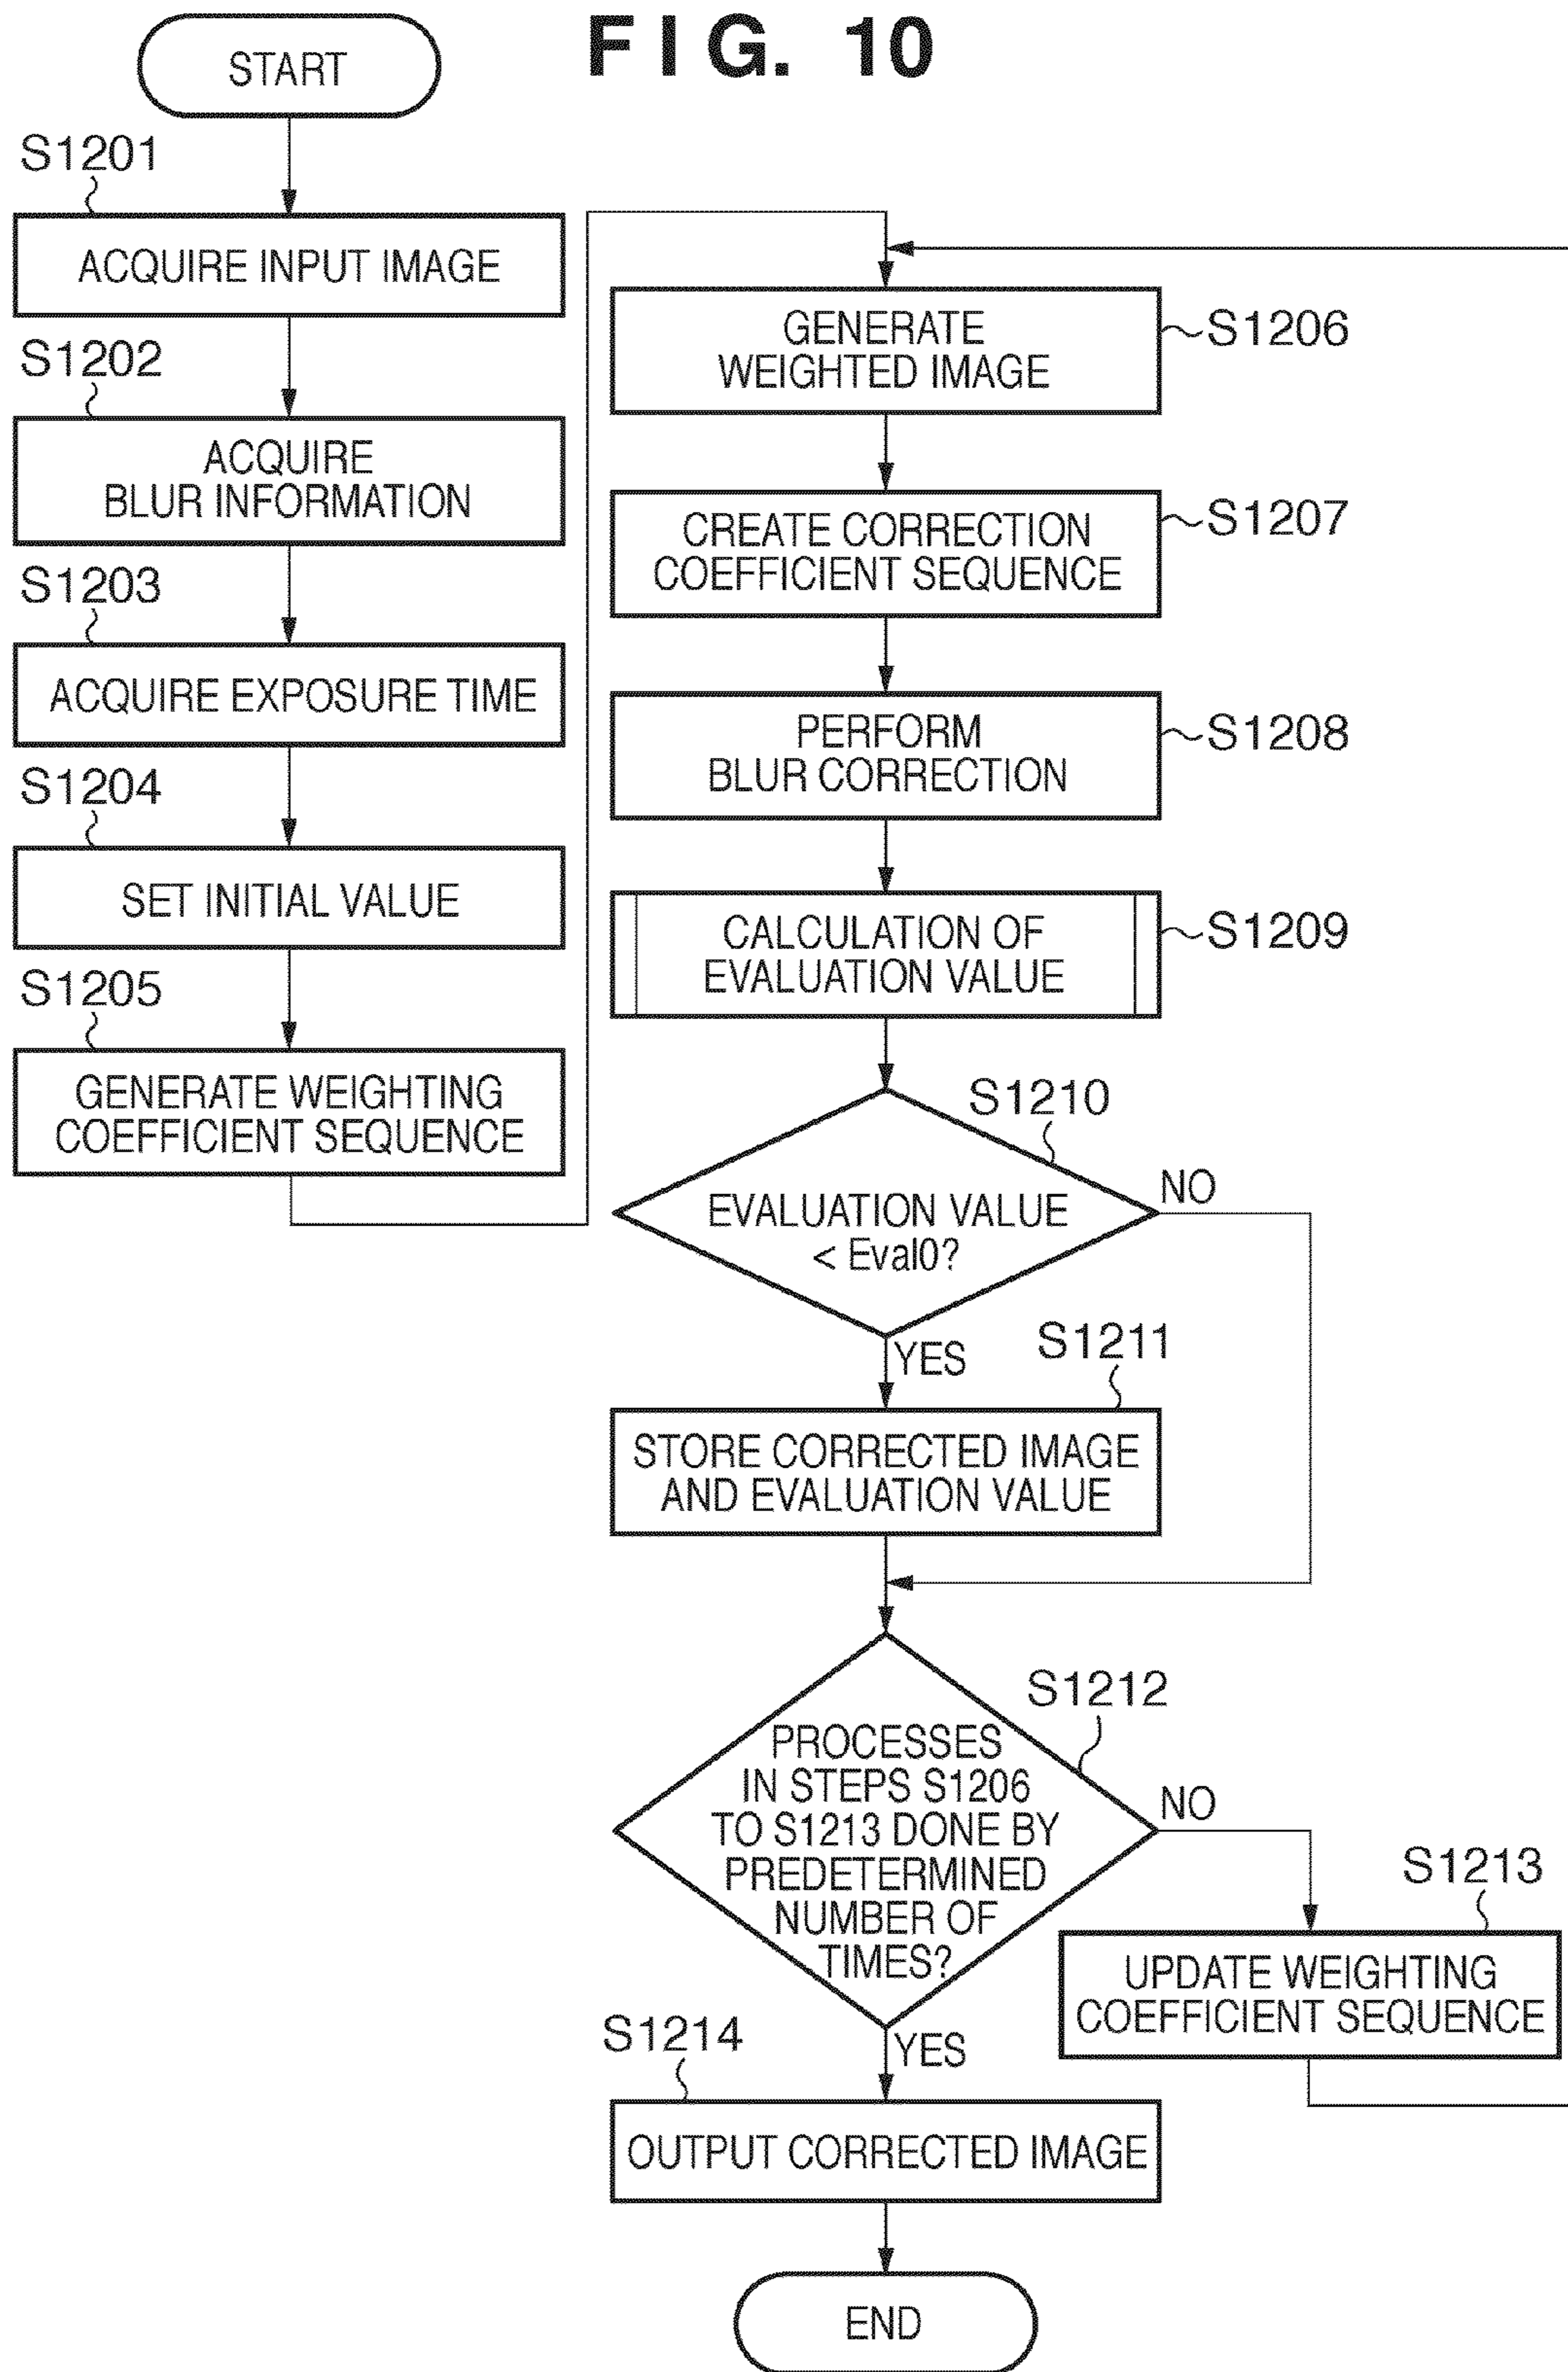 FIG. 10
START
S1201
ACQUIRE INPUT IMAGE
S1202
ACQUIRE
BLUR INFORMATION
S1203
ACQUIRE EXPOSURE TIME
S1204
SET INITIAL VALUE
S1205
GENERATE WEIGHTING
COEFFICIENT SEQUENCE
GENERATE
WEIGHTED IMAGE
S1206
CREATE CORRECTION
COEFFICIENT SEQUENCE
S1207
PERFORM
BLUR CORRECTION
S1208
CALCULATION OF
EVALUATION VALUE
S1209
S1210
EVALUATION VALUE
< Eval0?
NO
YES
S1211
STORE CORRECTED IMAGE
AND EVALUATION VALUE
S1212
PROCESSES
IN STEPS S1206
TO S1213 DONE BY
PREDETERMINED
NUMBER OF
TIMES?
NO
YES
S1213
UPDATE WEIGHTING
COEFFICIENT SEQUENCE
S1214
OUTPUT CORRECTED IMAGE
END